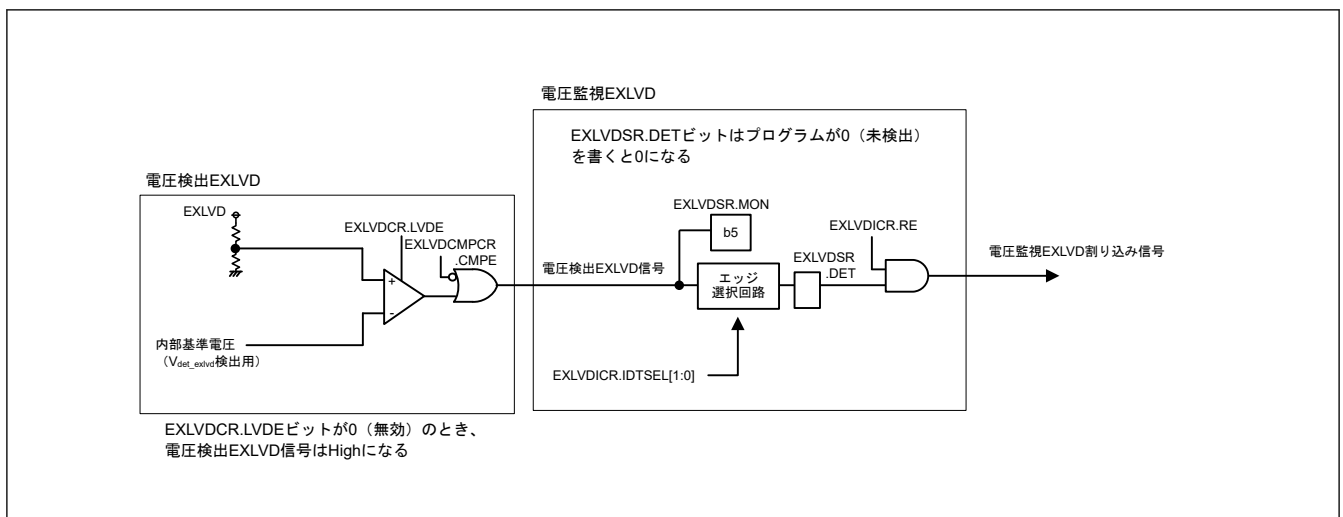 電圧監視EXLVD
EXLVDSR.DETビットはプログラムが0（未検出）
を書くと0になる
電圧検出EXLVD
EXLVD
EXLVDCR.LVDE
EXLVDCMPCR
.CMPE
+
-
内部基準電圧
（Vdet_exlvd検出用）
電圧検出EXLVD信号
EXLVDSR.MON
b5
エッジ
選択回路
EXLVDSR
.DET
EXLVDICR.RE
電圧監視EXLVD割り込み信号
EXLVDICR.IDTSEL[1:0]
EXLVDCR.LVDEビットが0（無効）のとき、
電圧検出EXLVD信号はHighになる